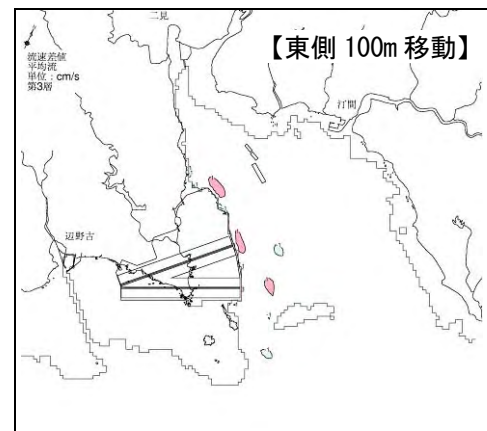 二見
【東側 100m 移動】
流速差値
平均流
単位：cm/s
第3層
汀間
辺野古